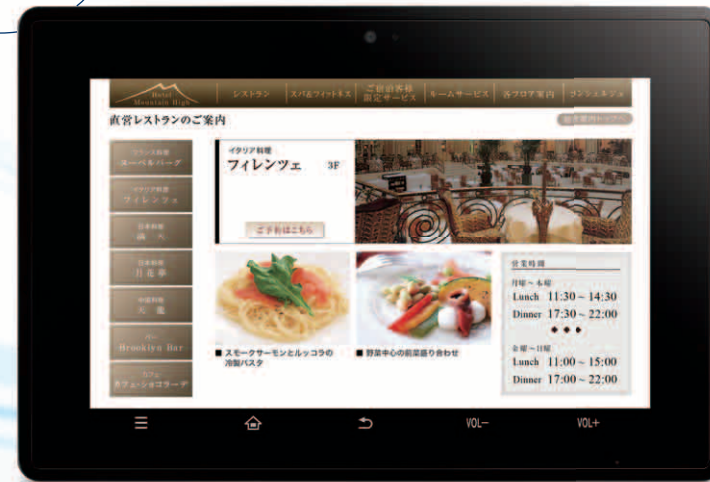 Hotel
Mountain High
レストラン
スパ&フィットネス
ご宿泊客様
限定サービス
ルームサービス
各フロア案内
コンシェルジュ
直営レストランのご案内
総合案内トップへ
フランス料理
ヌーベルバーグ
イタリア料理
フィレンツェ
日本料理
日本料理
月花夢
中国料理
天龍
バー
Brooklyn Bar
カフェ
カフェ・ショコラーデ
イタリア料理
フィレンツェ 3F
ご予約はこちら
■ スモークサーモンとルッコラの
冷製パスタ
■ 野菜中心の前菜盛り合わせ
営業時間
月曜〜木曜
Lunch 11:30 ~ 14:30
Dinner 17:30 ~ 22:00
金曜〜日曜
Lunch 11:00 ~ 15:00
Dinner 17:00 ~ 22:00
VOL−
VOL+